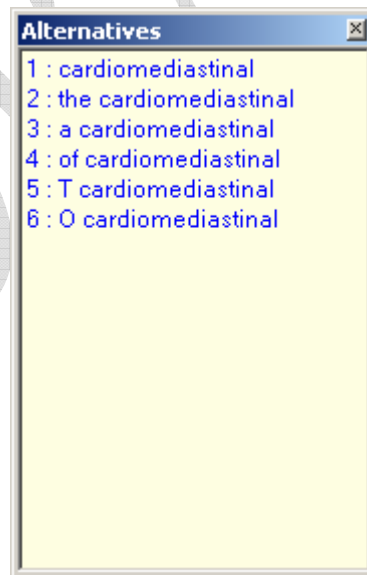 Alternatives
1 : cardiomediastinal
2 : the cardiomediastinal
3 : a cardiomediastinal
4 : of cardiomediastinal
5 : T cardiomediastinal
6 : O cardiomediastinal